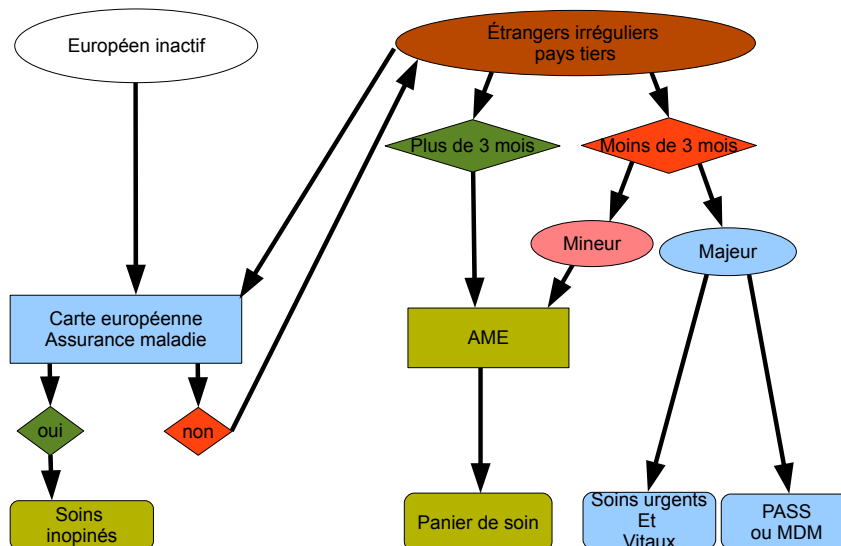 Européen inactif
Étrangers irréguliers
pays tiers
Plus de 3 mois
Moins de 3 mois
Mineur
Majeur
Carte européenne
Assurance maladie
AME
oui
non
Soins
inopinés
Panier de soin
Soins urgents
Et
Vitaux
PASS
ou MDM